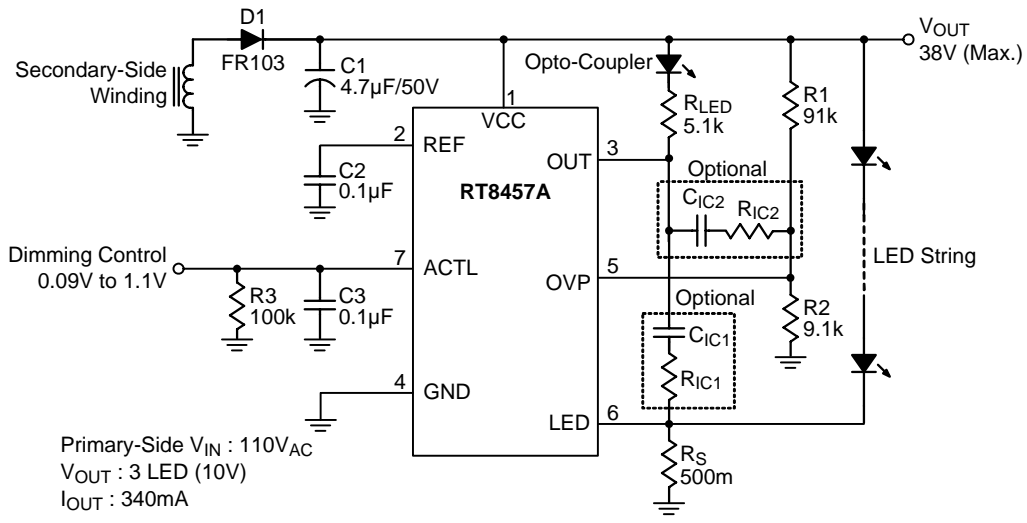 D1
FR103
Secondary-Side
Winding
C1
4.7µF/50V
Opto-Coupler
VOUT
38V (Max.)
RLED
5.1k
R1
91k
1
VCC
2
REF
C2
0.1µF
RT8457A
OUT
3
Optional
CIC2
RIC2
LED String
Dimming Control
0.09V to 1.1V
7
ACTL
R3
100k
C3
0.1µF
OVP
5
Optional
R2
9.1k
CIC1
RIC1
4
GND
LED
6
RS
500m
Primary-Side VIN : 110VAC
VOUT : 3 LED (10V)
IOUT : 340mA